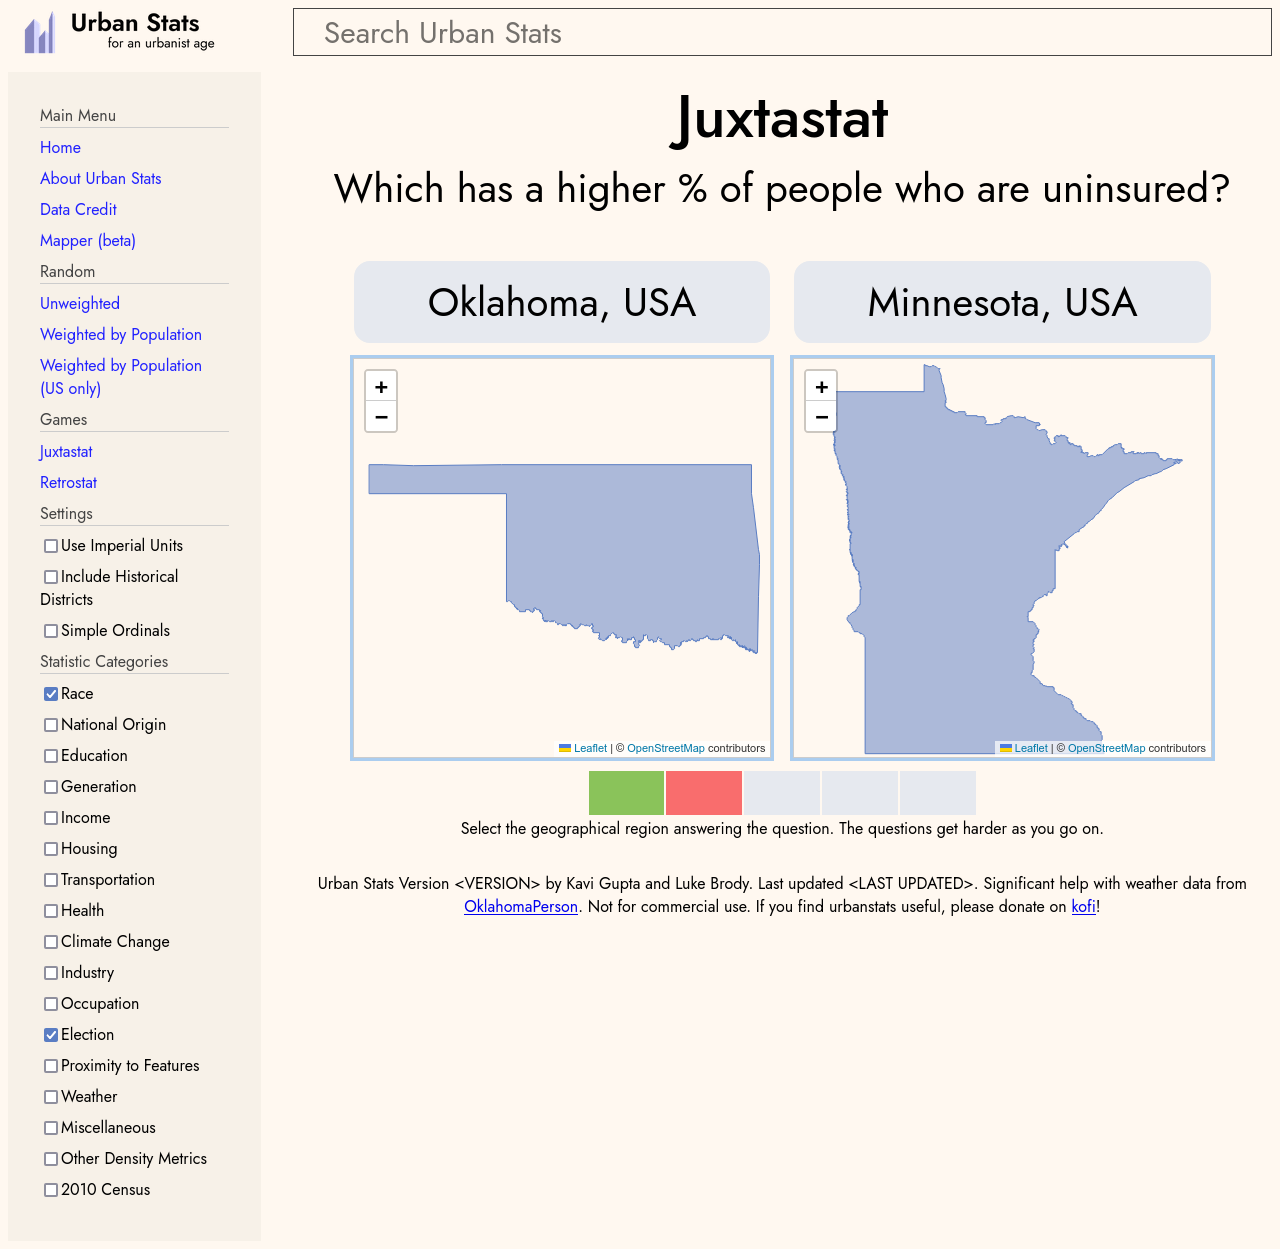 Urban Stats
for an urbanist age
Search Urban Stats
Main Menu
Home
About Urban Stats
Data Credit
Mapper (beta)
Random
Unweighted
Weighted by Population
Weighted by Population
(US only)
Games
Juxtastat
Retrostat
Settings
Use Imperial Units
Include Historical
Districts
Simple Ordinals
Statistic Categories
Race
National Origin
Education
Generation
Income
Housing
Transportation
Health
Climate Change
Industry
Occupation
Election
Proximity to Features
Weather
Miscellaneous
Other Density Metrics
2010 Census
Juxtastat
Which has a higher % of people who are uninsured?
Oklahoma, USA
Minnesota, USA
+
−
Leaflet | © OpenStreetMap contributors
+
−
Leaflet | © OpenStreetMap contributors
Select the geographical region answering the question. The questions get harder as you go on.
Urban Stats Version <VERSION> by Kavi Gupta and Luke Brody. Last updated <LAST UPDATED>. Significant help with weather data from
OklahomaPerson. Not for commercial use. If you find urbanstats useful, please donate on kofi!